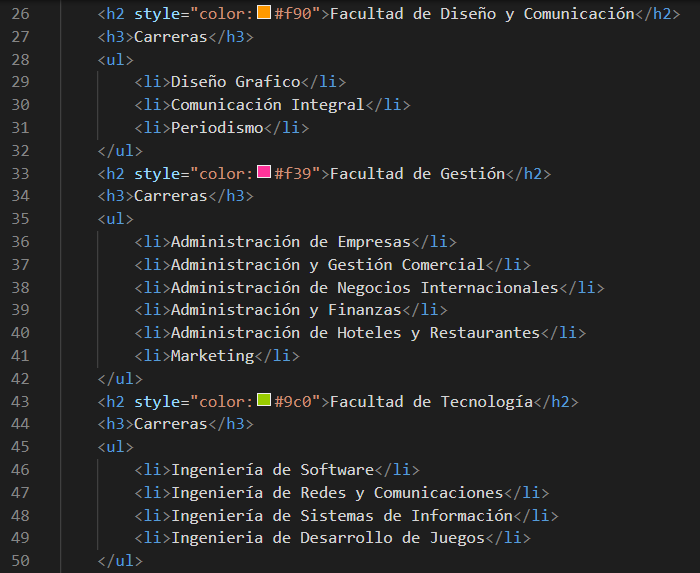 26 <h2 style="color:#f90">Facultad de Diseño y Comunicación</h2>
27 <h3>Carreras</h3>
28 <ul>
29 <li>Diseño Grafico</li>
30 <li>Comunicación Integral</li>
31 <li>Periodismo</li>
32 </ul>
33 <h2 style="color:#f39">Facultad de Gestión</h2>
34 <h3>Carreras</h3>
35 <ul>
36 <li>Administración de Empresas</li>
37 <li>Administración y Gestión Comercial</li>
38 <li>Administración de Negocios Internacionales</li>
39 <li>Administración y Finanzas</li>
40 <li>Administración de Hoteles y Restaurantes</li>
41 <li>Marketing</li>
42 </ul>
43 <h2 style="color:#9c0">Facultad de Tecnología</h2>
44 <h3>Carreras</h3>
45 <ul>
46 <li>Ingeniería de Software</li>
47 <li>Ingeniería de Redes y Comunicaciones</li>
48 <li>Ingeniería de Sistemas de Información</li>
49 <li>Ingenieria de Desarrollo de Juegos</li>
50 </ul>